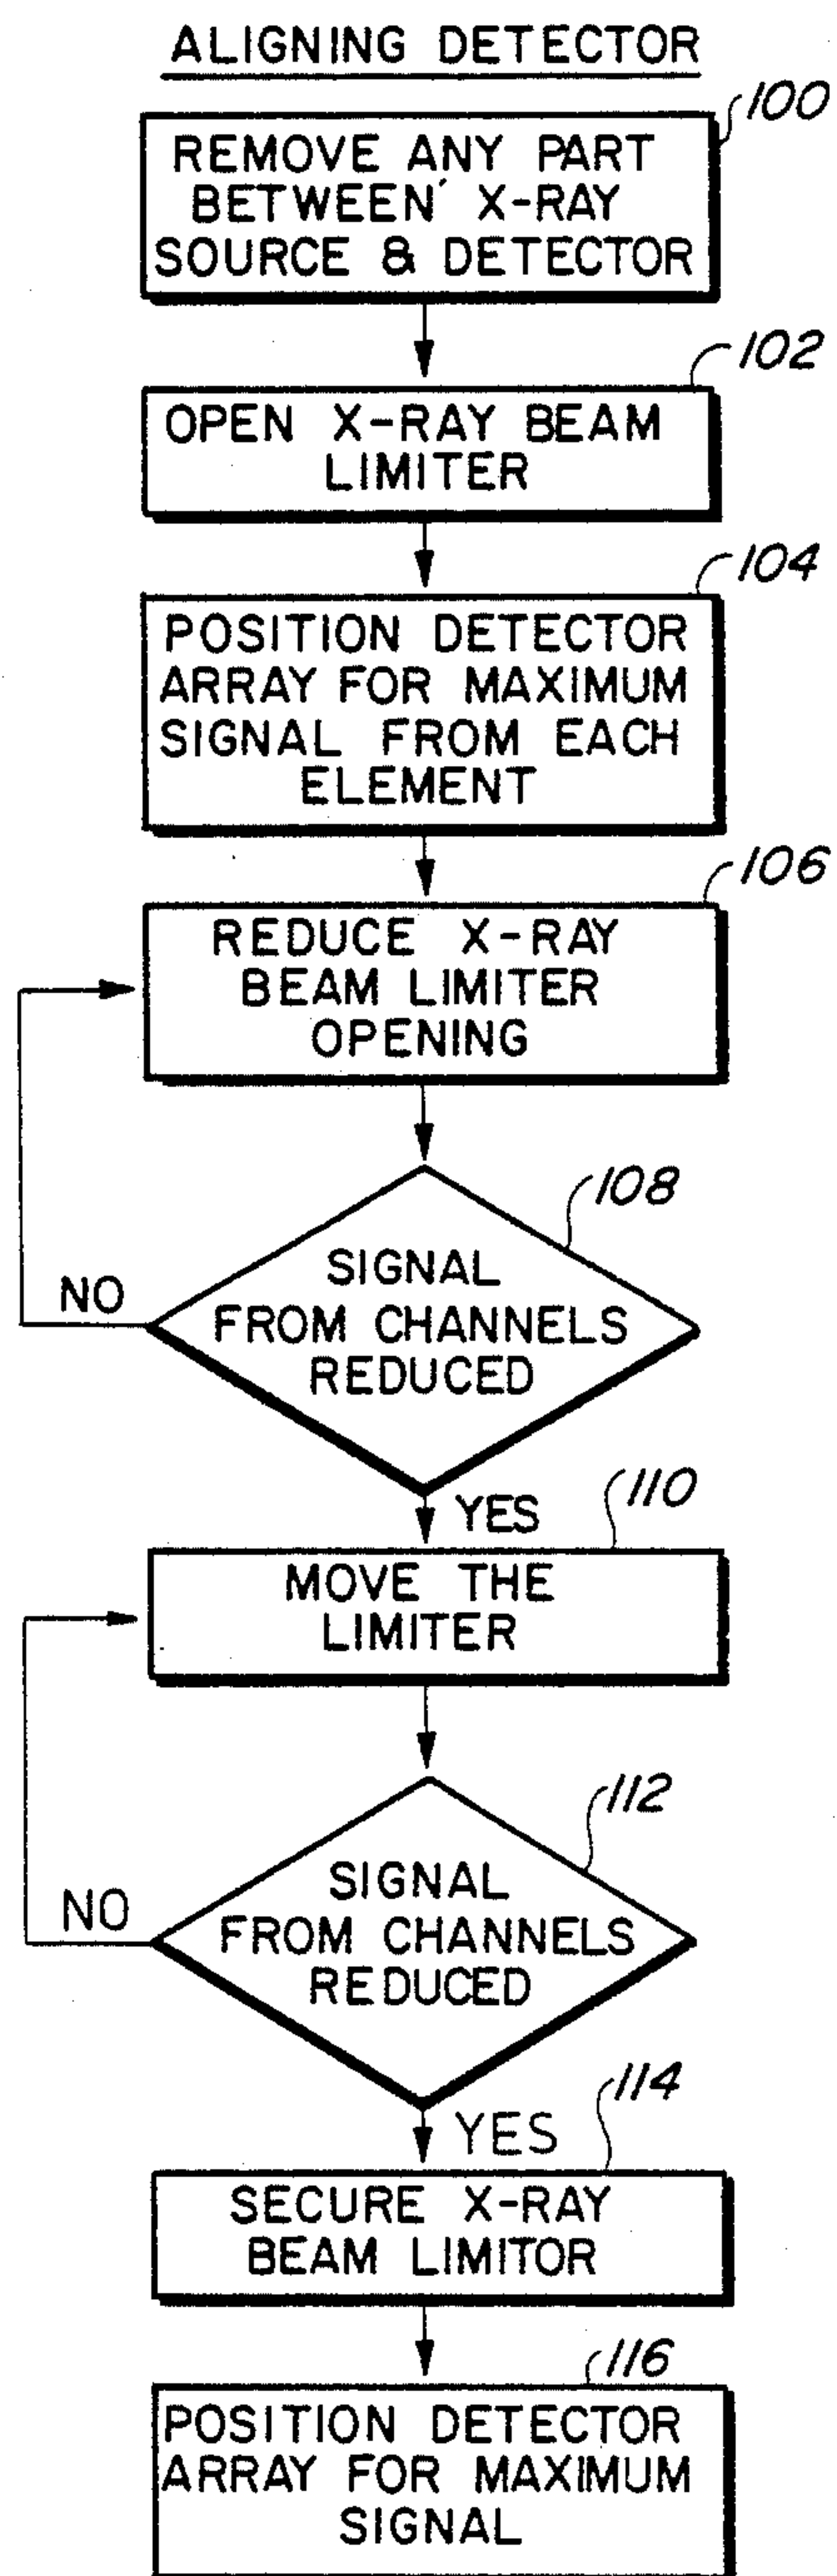 ALIGNING DETECTOR
100
REMOVE ANY PART
BETWEEN X-RAY
SOURCE & DETECTOR
102
OPEN X-RAY BEAM
LIMITER
104
POSITION DETECTOR
ARRAY FOR MAXIMUM
SIGNAL FROM EACH
ELEMENT
106
REDUCE X-RAY
BEAM LIMITER
OPENING
108
SIGNAL
FROM CHANNELS
REDUCED
NO
YES
110
MOVE THE
LIMITER
112
SIGNAL
FROM CHANNELS
REDUCED
NO
YES
114
SECURE X-RAY
BEAM LIMITOR
116
POSITION DETECTOR
ARRAY FOR MAXIMUM
SIGNAL